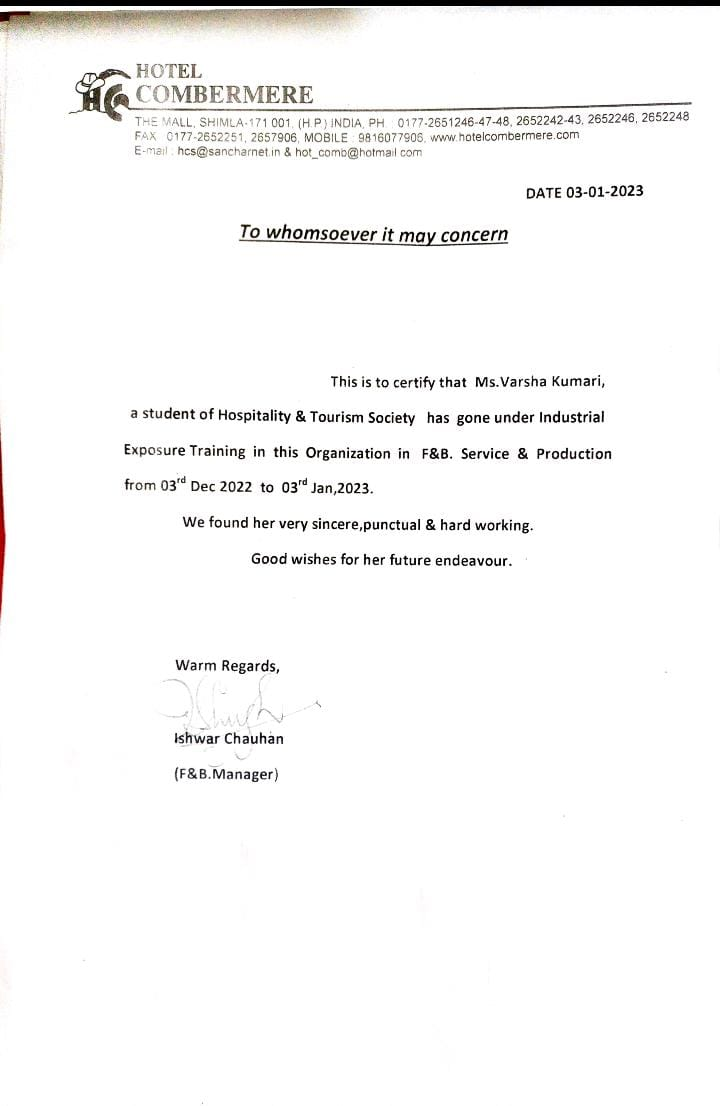 HOTEL
COMBERMERE
THE MALL, SHIMLA-171 001, (H.P.) INDIA, PH : 0177-2651246-47-48, 2652242-43, 2652246, 2652248
FAX : 0177-2652251, 2657906, MOBILE : 9816077905, www.hotelcombermere.com
E-mail : hcs@sancharnet.in & hot_comb@hotmail.com
DATE 03-01-2023
To whomsoever it may concern
This is to certify that Ms.Varsha Kumari,
a student of Hospitality & Tourism Society has gone under Industrial
Exposure Training in this Organization in F&B. Service & Production
from 03rd Dec 2022 to 03rd Jan,2023.
We found her very sincere,punctual & hard working.
Good wishes for her future endeavour.
Warm Regards,
Ishwar Chauhan
(F&B.Manager)